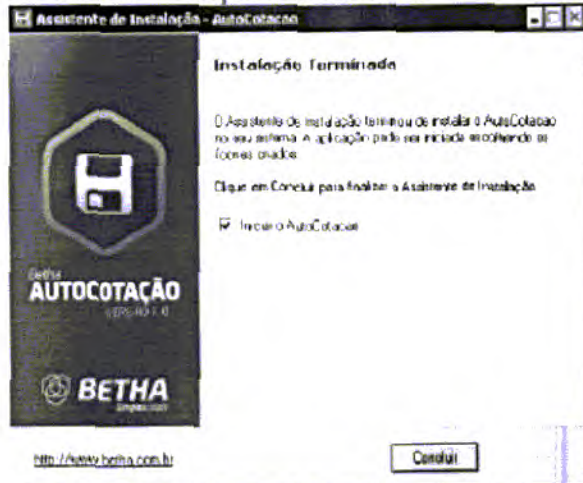 Assistente de Instalação - AutoCotacao
Instalação Terminada
O Assistente de Instalação terminou de instalar o AutoCotacao
no seu sistema. A aplicação pode ser iniciada escolhendo os
ícones criados.
Clique em Concluir para finalizar o Assistente de Instalação.
Iniciar o AutoCotacao
Betha
AUTOCOTAÇÃO
BETHA
http://www.betha.com.br
Concluir